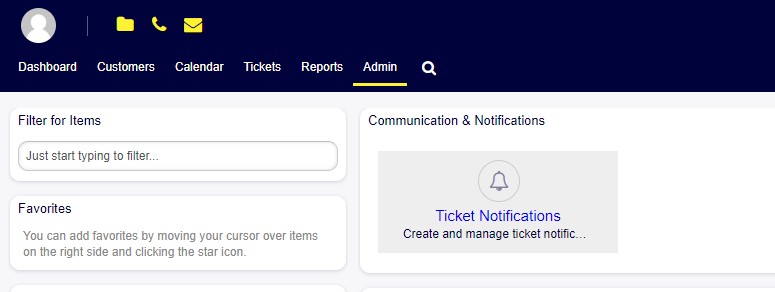 Dashboard Customers Calendar Tickets Reports Admin
Filter for Items
Just start typing to filter...
Favorites
You can add favorites by moving your cursor over items
on the right side and clicking the star icon.
Communication & Notifications
Ticket Notifications
Create and manage ticket notific...